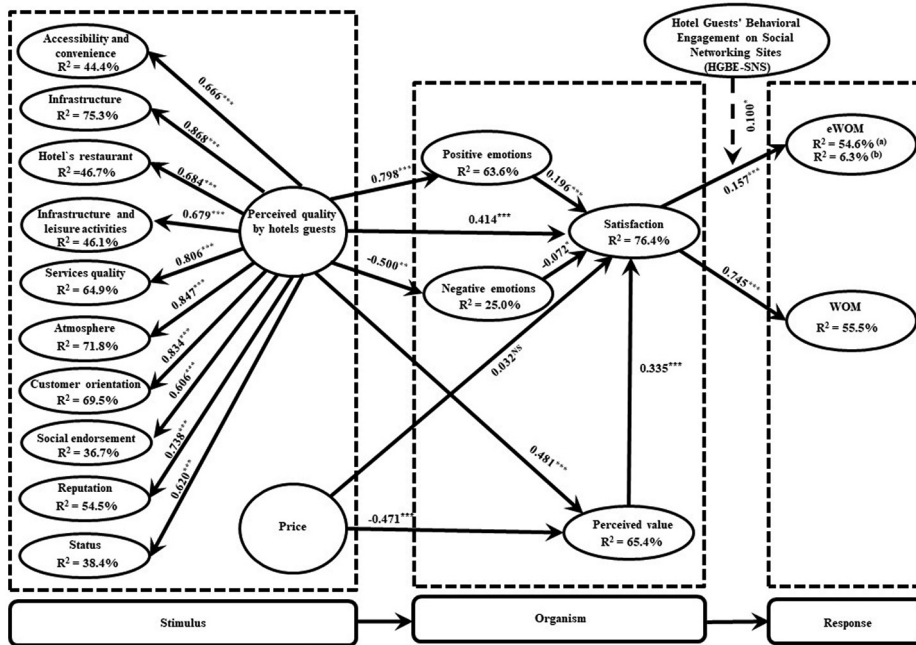 Accessibility and
convenience
R² = 44.4%
Infrastructure
R² = 75.3%
Hotel`s restaurant
R² =46.7%
Infrastructure and
leisure activities
R² = 46.1%
Services quality
R² = 64.9%
Atmosphere
R² = 71.8%
Customer orientation
R² = 69.5%
Social endorsement
R² = 36.7%
Reputation
R² = 54.5%
Status
R² = 38.4%
0.666***
0.868***
0.684***
0.679***
0.806***
0.847***
0.834***
0.606***
0.738***
0.620***
Perceived quality
by hotels guests
Price
0.798***
0.414***
-0.500**
0.481***
0.032NS
-0.471***
Positive emotions
R² = 63.6%
Negative emotions
R² = 25.0%
0.196***
-0.072*
Satisfaction
R² = 76.4%
0.335***
Perceived value
R² = 65.4%
Hotel Guests' Behavioral
Engagement on Social
Networking Sites
(HGBE-SNS)
0.100*
0.157***
0.745***
eWOM
R² = 54.6% (a)
R² = 6.3% (b)
WOM
R² = 55.5%
Stimulus
Organism
Response